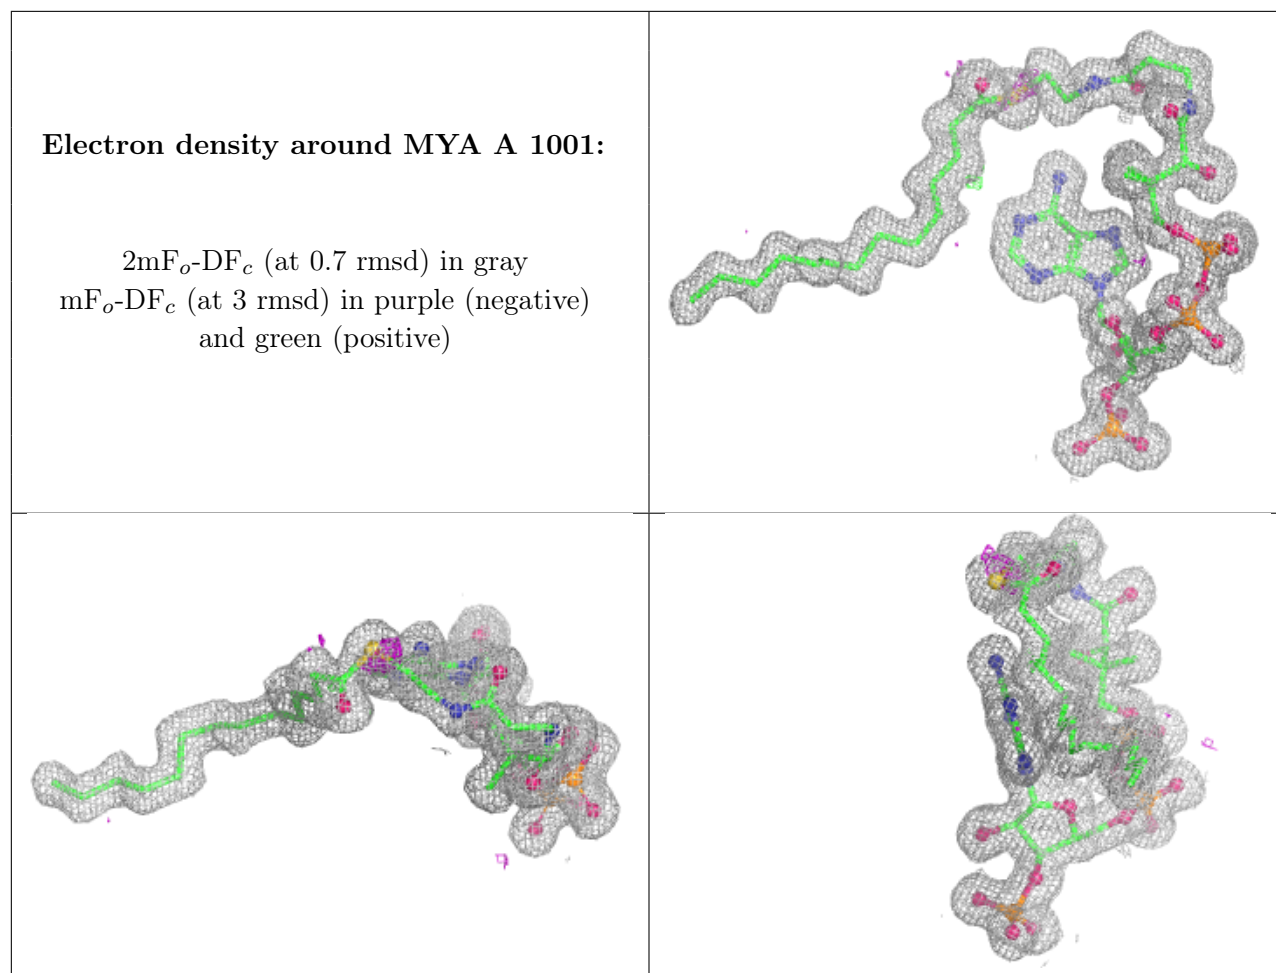 Electron density around MYA A 1001:
2mFo-DFc (at 0.7 rmsd) in gray
mFo-DFc (at 3 rmsd) in purple (negative)
and green (positive)